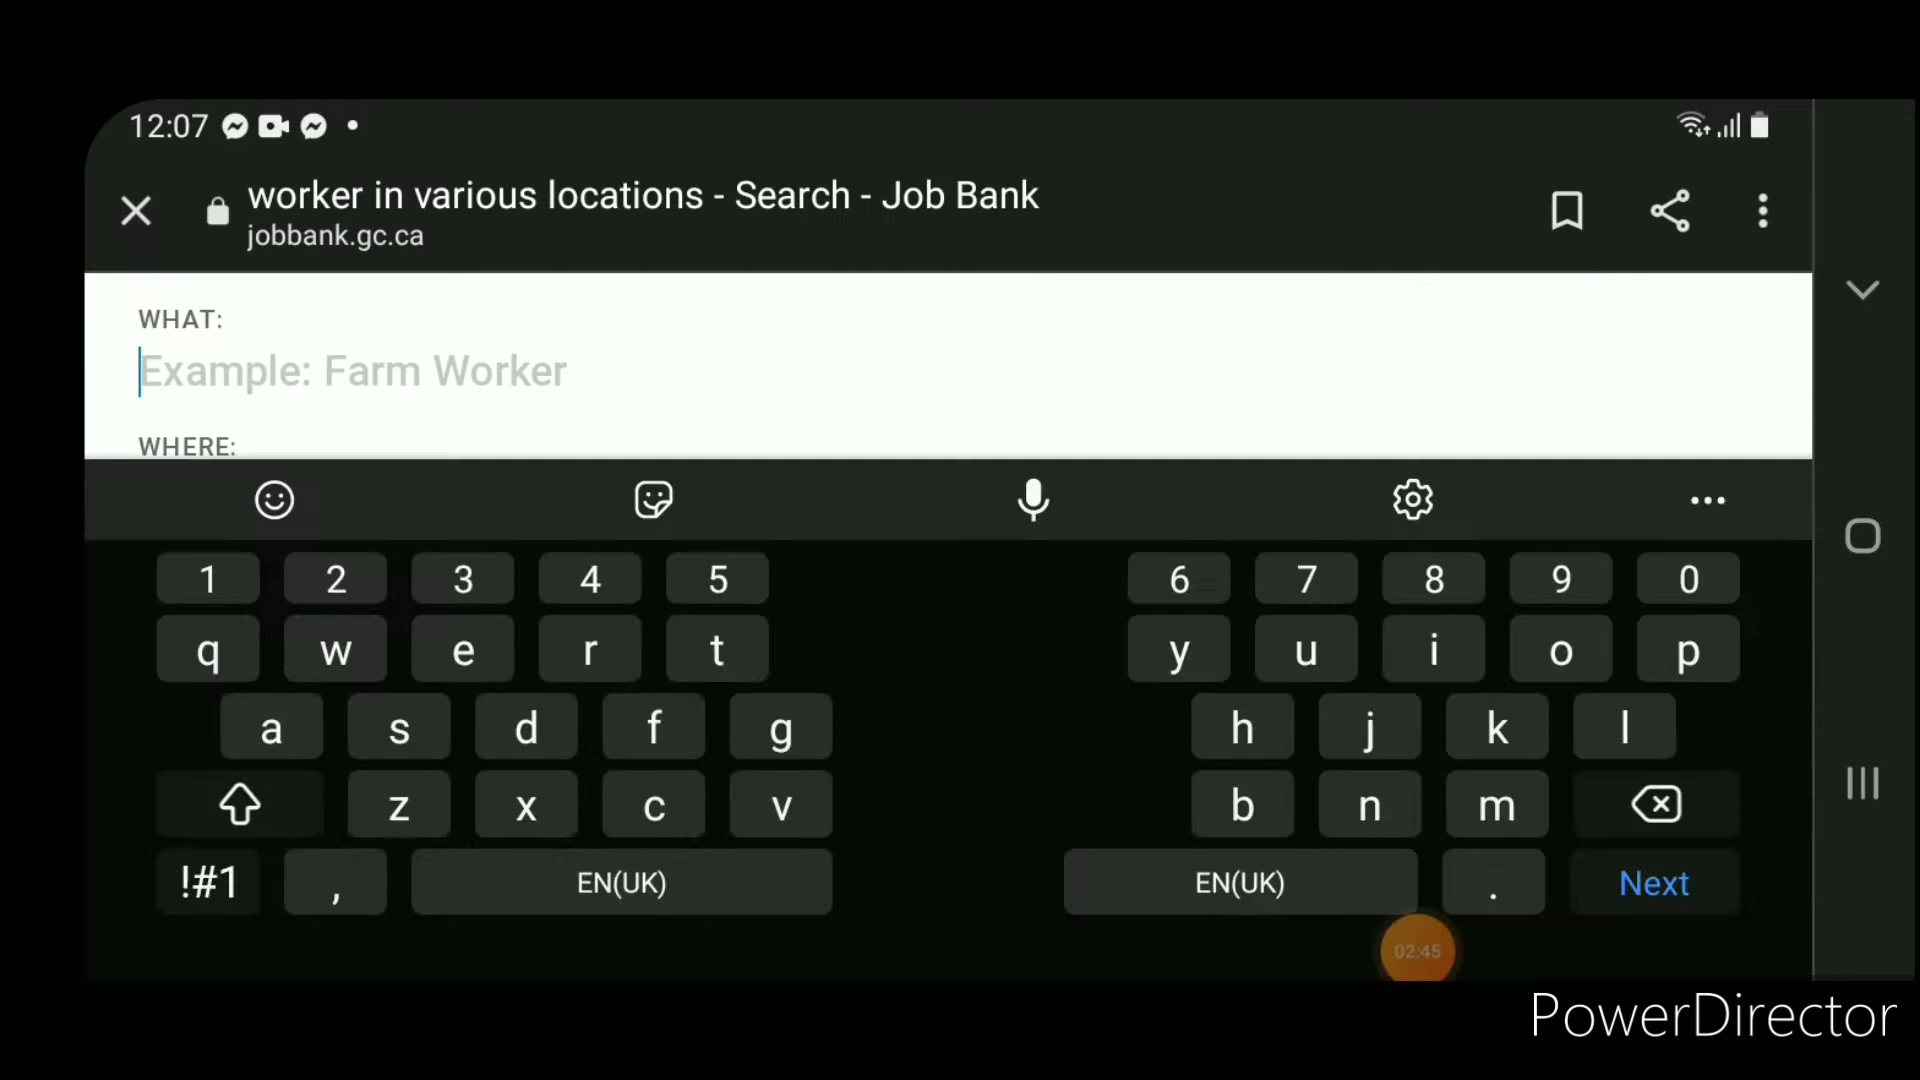 12:07
worker in various locations - Search - Job Bank
jobbank.gc.ca
WHAT:
Example: Farm Worker
WHERE:
1 2 3 4 5 6 7 8 9 0
q w e r t y u i o p
a s d f g h j k l
z x c v b n m
!#1 , EN(UK) EN(UK) . Next
02:45
PowerDirector